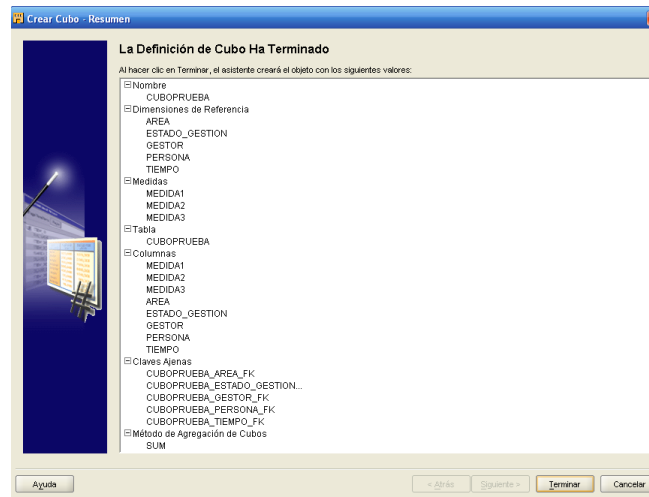 Crear Cubo - Resumen
La Definición de Cubo Ha Terminado
Al hacer clic en Terminar, el asistente creará el objeto con los siguientes valores:
Nombre
CUBOPRUEBA
Dimensiones de Referencia
AREA
ESTADO_GESTION
GESTOR
PERSONA
TIEMPO
Medidas
MEDIDA1
MEDIDA2
MEDIDA3
Tabla
CUBOPRUEBA
Columnas
MEDIDA1
MEDIDA2
MEDIDA3
AREA
ESTADO_GESTION
GESTOR
PERSONA
TIEMPO
Claves Ajenas
CUBOPRUEBA_AREA_FK
CUBOPRUEBA_ESTADO_GESTION...
CUBOPRUEBA_GESTOR_FK
CUBOPRUEBA_PERSONA_FK
CUBOPRUEBA_TIEMPO_FK
Método de Agregación de Cubos
SUM
Ayuda
< Atrás
Siguiente >
Terminar
Cancelar